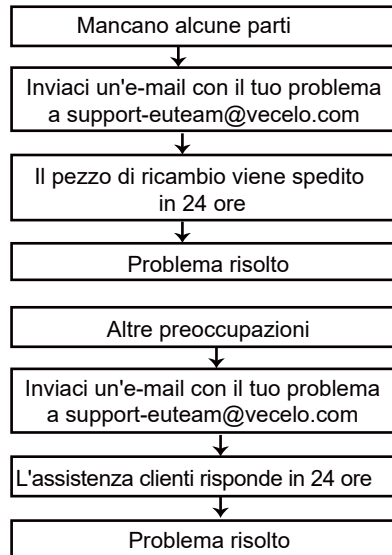 Mancano alcune parti
Inviaci un'e-mail con il tuo problema
a support-euteam@vecelo.com
Il pezzo di ricambio viene spedito
in 24 ore
Problema risolto
Altre preoccupazioni
Inviaci un'e-mail con il tuo problema
a support-euteam@vecelo.com
L'assistenza clienti risponde in 24 ore
Problema risolto